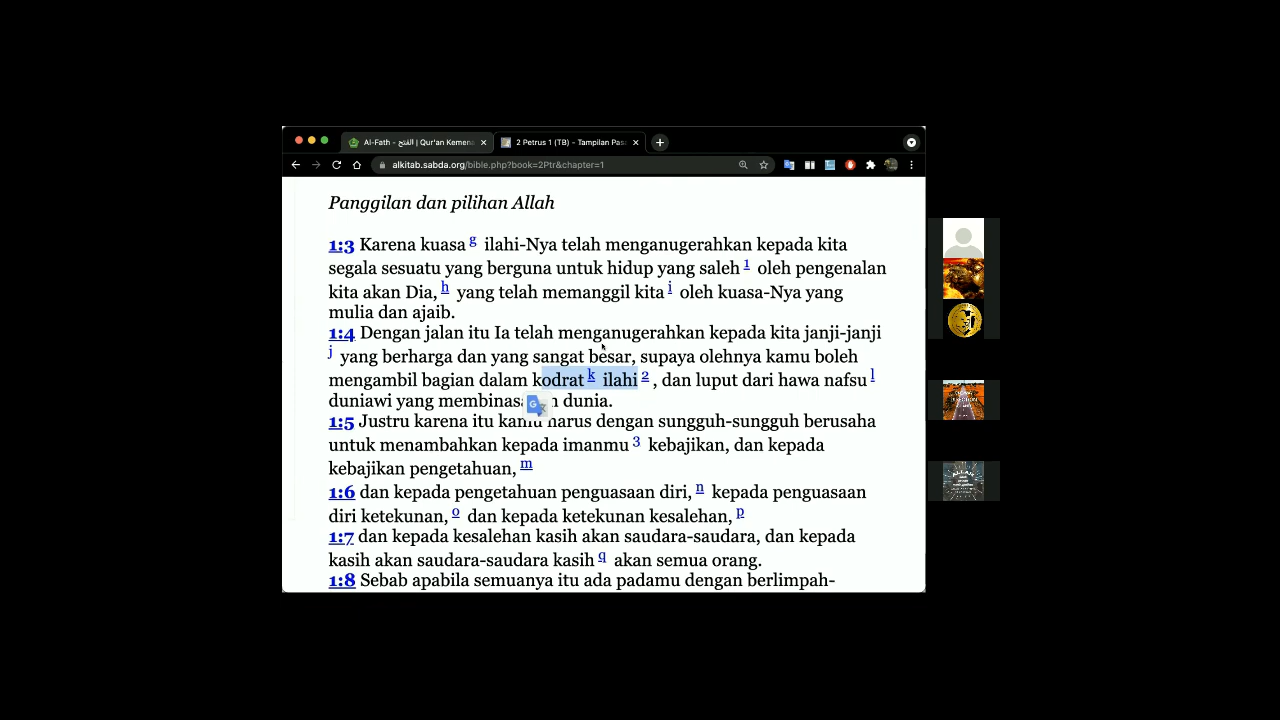 Al-Fath - الفتح | Qur'an Kemena
2 Petrus 1 (TB) - Tampilan Pas
alkitab.sabda.org/bible.php?book=2Ptr&chapter=1
Panggilan dan pilihan Allah
1:3 Karena kuasa g ilahi-Nya telah menganugerahkan kepada kita
segala sesuatu yang berguna untuk hidup yang saleh 1 oleh pengenalan
kita akan Dia, h yang telah memanggil kita i oleh kuasa-Nya yang
mulia dan ajaib.
1:4 Dengan jalan itu Ia telah menganugerahkan kepada kita janji-janji
j yang berharga dan yang sangat besar, supaya olehnya kamu boleh
mengambil bagian dalam kodrat k ilahi 2 , dan luput dari hawa nafsu l
duniawi yang membinasa dunia.
1:5 Justru karena itu kamu harus dengan sungguh-sungguh berusaha
untuk menambahkan kepada imanmu 3 kebajikan, dan kepada
kebajikan pengetahuan, m
1:6 dan kepada pengetahuan penguasaan diri, n kepada penguasaan
diri ketekunan, o dan kepada ketekunan kesalehan, p
1:7 dan kepada kesalehan kasih akan saudara-saudara, dan kepada
kasih akan saudara-saudara kasih q akan semua orang.
1:8 Sebab apabila semuanya itu ada padamu dengan berlimpah-